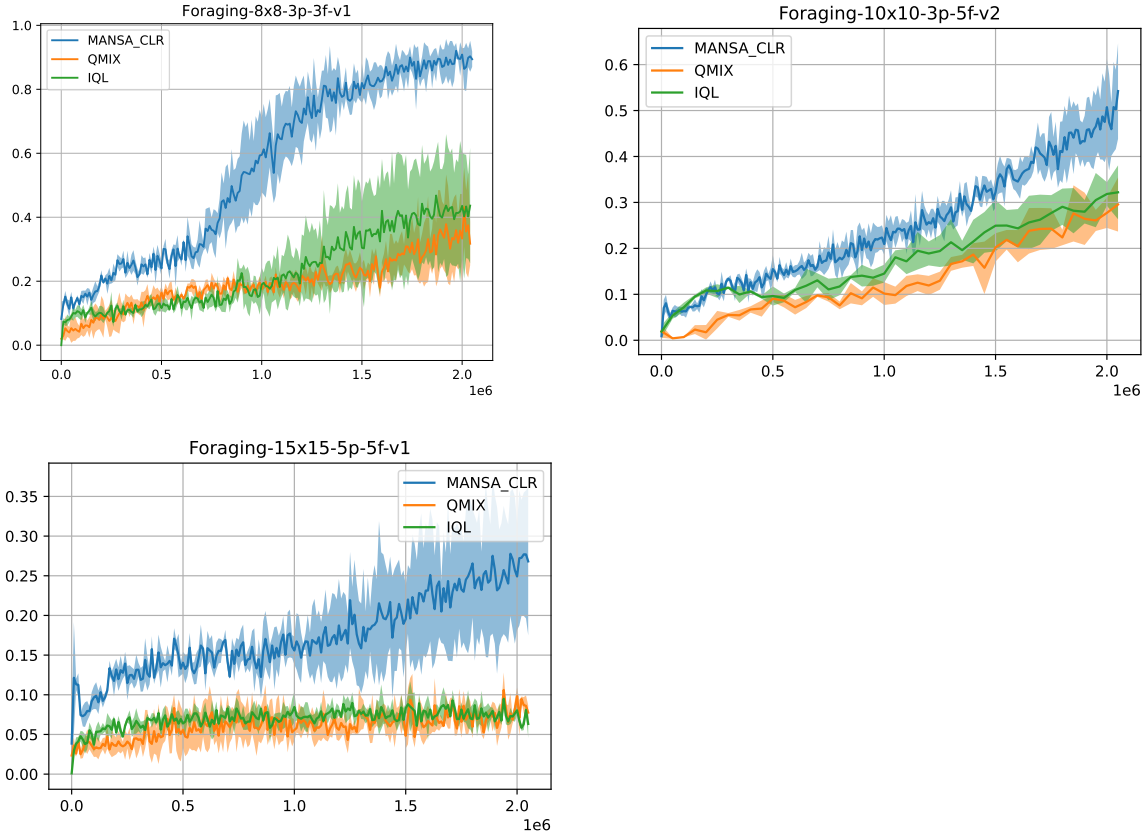 Foraging-8x8-3p-3f-v1
1.0
0.8
0.6
0.4
0.2
0.0
MANSA_CLR
QMIX
IQL
0.0 0.5 1.0 1.5 2.0
1e6
Foraging-10x10-3p-5f-v2
0.6
0.5
0.4
0.3
0.2
0.1
0.0
MANSA_CLR
QMIX
IQL
0.0 0.5 1.0 1.5 2.0
1e6
Foraging-15x15-5p-5f-v1
0.35
0.30
0.25
0.20
0.15
0.10
0.05
0.00
MANSA_CLR
QMIX
IQL
0.0 0.5 1.0 1.5 2.0
1e6